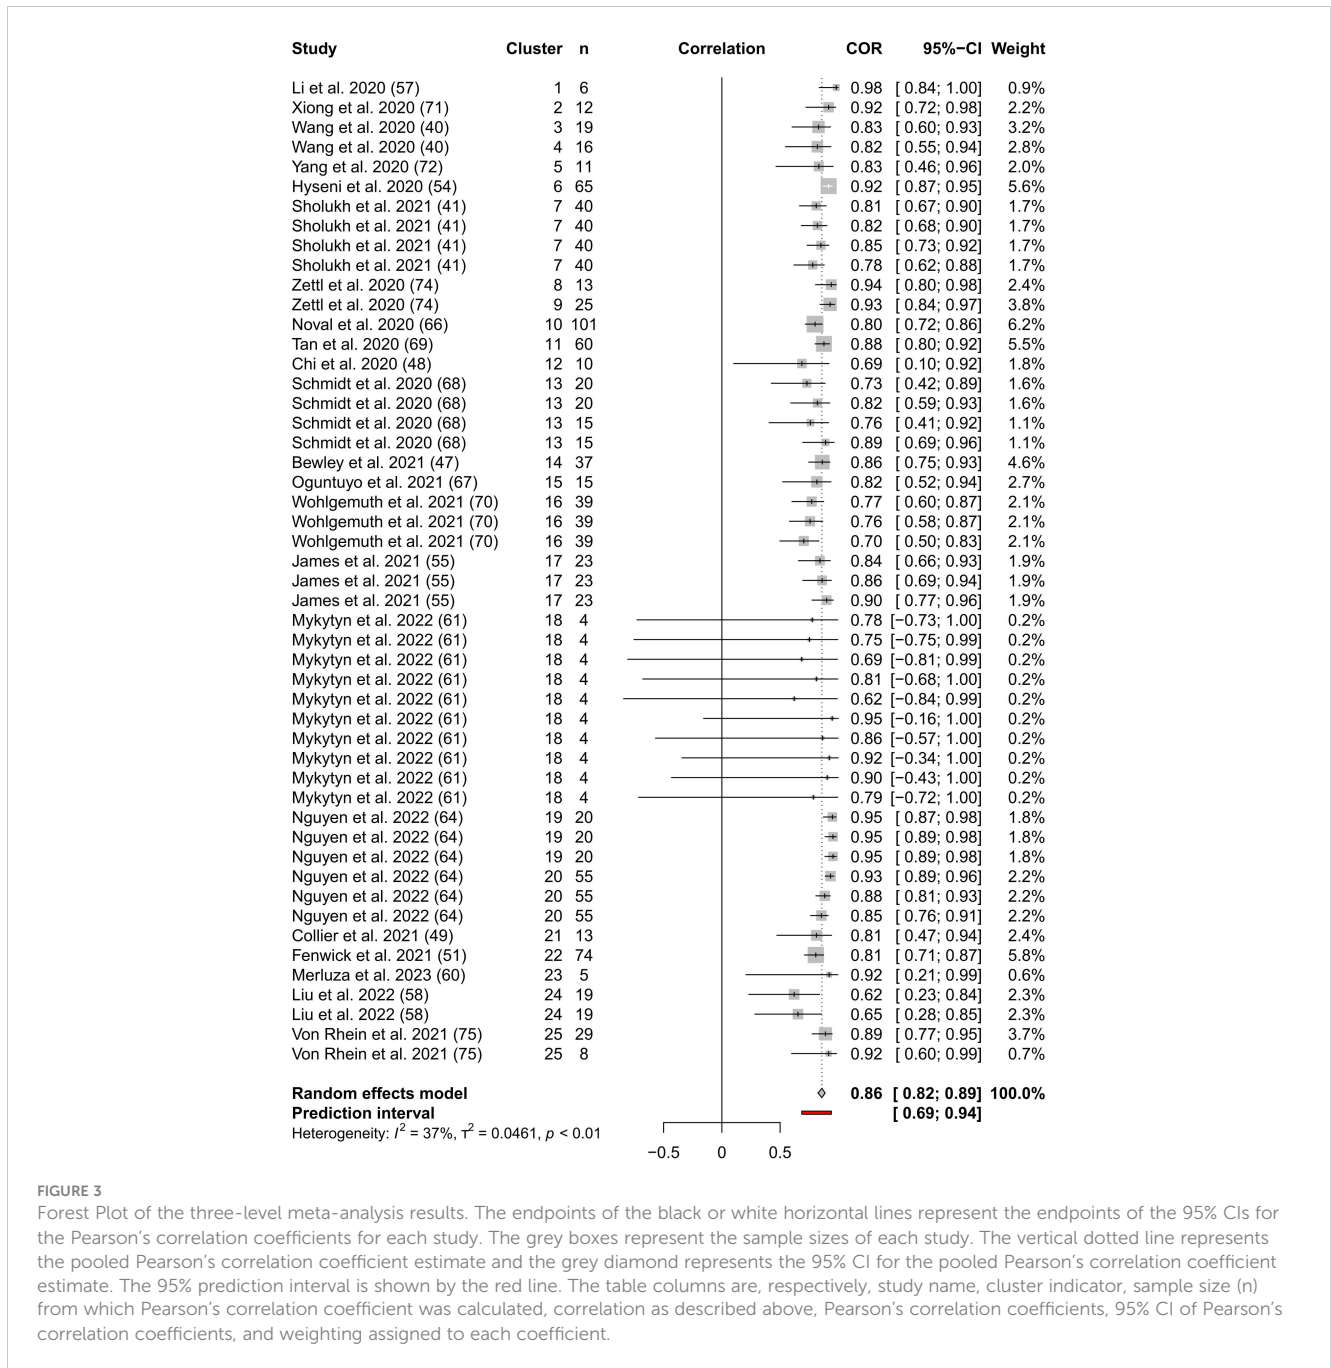 Study Cluster n Correlation COR 95%−CI Weight
Li et al. 2020 (57) 1 6 0.98 [ 0.84; 1.00] 0.9%
Xiong et al. 2020 (71) 2 12 0.92 [ 0.72; 0.98] 2.2%
Wang et al. 2020 (40) 3 19 0.83 [ 0.60; 0.93] 3.2%
Wang et al. 2020 (40) 4 16 0.82 [ 0.55; 0.94] 2.8%
Yang et al. 2020 (72) 5 11 0.83 [ 0.46; 0.96] 2.0%
Hyseni et al. 2020 (54) 6 65 0.92 [ 0.87; 0.95] 5.6%
Sholukh et al. 2021 (41) 7 40 0.81 [ 0.67; 0.90] 1.7%
Sholukh et al. 2021 (41) 7 40 0.82 [ 0.68; 0.90] 1.7%
Sholukh et al. 2021 (41) 7 40 0.85 [ 0.73; 0.92] 1.7%
Sholukh et al. 2021 (41) 7 40 0.78 [ 0.62; 0.88] 1.7%
Zettl et al. 2020 (74) 8 13 0.94 [ 0.80; 0.98] 2.4%
Zettl et al. 2020 (74) 9 25 0.93 [ 0.84; 0.97] 3.8%
Noval et al. 2020 (66) 10 101 0.80 [ 0.72; 0.86] 6.2%
Tan et al. 2020 (69) 11 60 0.88 [ 0.80; 0.92] 5.5%
Chi et al. 2020 (48) 12 10 0.69 [ 0.10; 0.92] 1.8%
Schmidt et al. 2020 (68) 13 20 0.73 [ 0.42; 0.89] 1.6%
Schmidt et al. 2020 (68) 13 20 0.82 [ 0.59; 0.93] 1.6%
Schmidt et al. 2020 (68) 13 15 0.76 [ 0.41; 0.92] 1.1%
Schmidt et al. 2020 (68) 13 15 0.89 [ 0.69; 0.96] 1.1%
Bewley et al. 2021 (47) 14 37 0.86 [ 0.75; 0.93] 4.6%
Oguntuyo et al. 2021 (67) 15 15 0.82 [ 0.52; 0.94] 2.7%
Wohlgemuth et al. 2021 (70) 16 39 0.77 [ 0.60; 0.87] 2.1%
Wohlgemuth et al. 2021 (70) 16 39 0.76 [ 0.58; 0.87] 2.1%
Wohlgemuth et al. 2021 (70) 16 39 0.70 [ 0.50; 0.83] 2.1%
James et al. 2021 (55) 17 23 0.84 [ 0.66; 0.93] 1.9%
James et al. 2021 (55) 17 23 0.86 [ 0.69; 0.94] 1.9%
James et al. 2021 (55) 17 23 0.90 [ 0.77; 0.96] 1.9%
Mykytyn et al. 2022 (61) 18 4 0.78 [−0.73; 1.00] 0.2%
Mykytyn et al. 2022 (61) 18 4 0.75 [−0.75; 0.99] 0.2%
Mykytyn et al. 2022 (61) 18 4 0.69 [−0.81; 0.99] 0.2%
Mykytyn et al. 2022 (61) 18 4 0.81 [−0.68; 1.00] 0.2%
Mykytyn et al. 2022 (61) 18 4 0.62 [−0.84; 0.99] 0.2%
Mykytyn et al. 2022 (61) 18 4 0.95 [−0.16; 1.00] 0.2%
Mykytyn et al. 2022 (61) 18 4 0.86 [−0.57; 1.00] 0.2%
Mykytyn et al. 2022 (61) 18 4 0.92 [−0.34; 1.00] 0.2%
Mykytyn et al. 2022 (61) 18 4 0.90 [−0.43; 1.00] 0.2%
Mykytyn et al. 2022 (61) 18 4 0.79 [−0.72; 1.00] 0.2%
Nguyen et al. 2022 (64) 19 20 0.95 [ 0.87; 0.98] 1.8%
Nguyen et al. 2022 (64) 19 20 0.95 [ 0.89; 0.98] 1.8%
Nguyen et al. 2022 (64) 19 20 0.95 [ 0.89; 0.98] 1.8%
Nguyen et al. 2022 (64) 20 55 0.93 [ 0.89; 0.96] 2.2%
Nguyen et al. 2022 (64) 20 55 0.88 [ 0.81; 0.93] 2.2%
Nguyen et al. 2022 (64) 20 55 0.85 [ 0.76; 0.91] 2.2%
Collier et al. 2021 (49) 21 13 0.81 [ 0.47; 0.94] 2.4%
Fenwick et al. 2021 (51) 22 74 0.81 [ 0.71; 0.87] 5.8%
Merluza et al. 2023 (60) 23 5 0.92 [ 0.21; 0.99] 0.6%
Liu et al. 2022 (58) 24 19 0.62 [ 0.23; 0.84] 2.3%
Liu et al. 2022 (58) 24 19 0.65 [ 0.28; 0.85] 2.3%
Von Rhein et al. 2021 (75) 25 29 0.89 [ 0.77; 0.95] 3.7%
Von Rhein et al. 2021 (75) 25 8 0.92 [ 0.60; 0.99] 0.7%
Random effects model 0.86 [ 0.82; 0.89] 100.0%
Prediction interval [ 0.69; 0.94]
Heterogeneity: I² = 37%, τ² = 0.0461, p < 0.01
−0.5 0 0.5
FIGURE 3
Forest Plot of the three-level meta-analysis results. The endpoints of the black or white horizontal lines represent the endpoints of the 95% CIs for
the Pearson's correlation coefficients for each study. The grey boxes represent the sample sizes of each study. The vertical dotted line represents
the pooled Pearson's correlation coefficient estimate and the grey diamond represents the 95% CI for the pooled Pearson's correlation coefficient
estimate. The 95% prediction interval is shown by the red line. The table columns are, respectively, study name, cluster indicator, sample size (n)
from which Pearson's correlation coefficient was calculated, correlation as described above, Pearson's correlation coefficients, 95% CI of Pearson's
correlation coefficients, and weighting assigned to each coefficient.